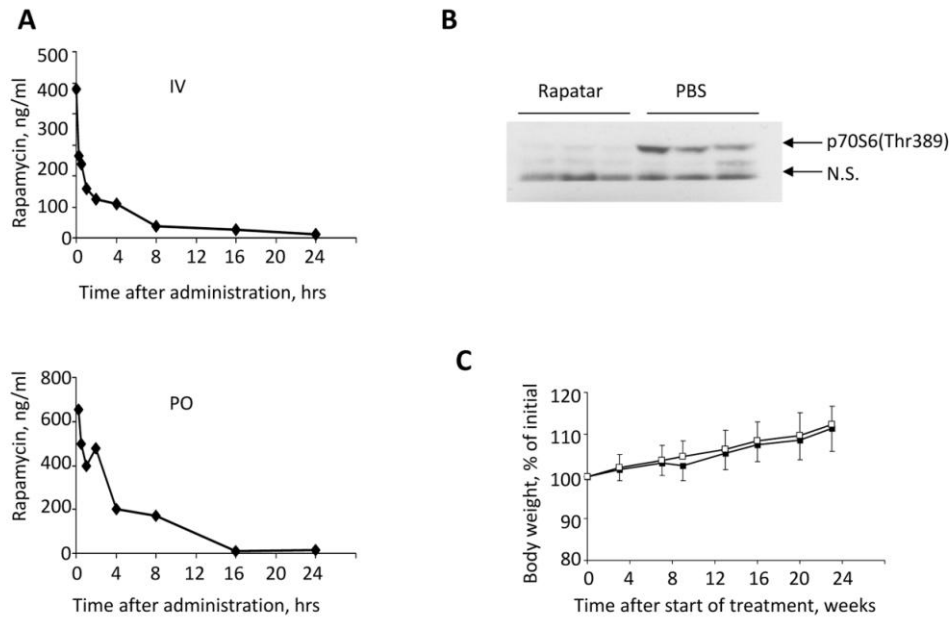 A
500
400
300
200
100
0
Rapamycin, ng/ml
IV
0 4 8 12 16 20 24
Time after administration, hrs
800
600
400
200
0
Rapamycin, ng/ml
PO
0 4 8 12 16 20 24
Time after administration, hrs
B
Rapatar PBS
p70S6(Thr389)
N.S.
C
120
110
100
90
80
Body weight, % of initial
0 4 8 12 16 20 24
Time after start of treatment, weeks